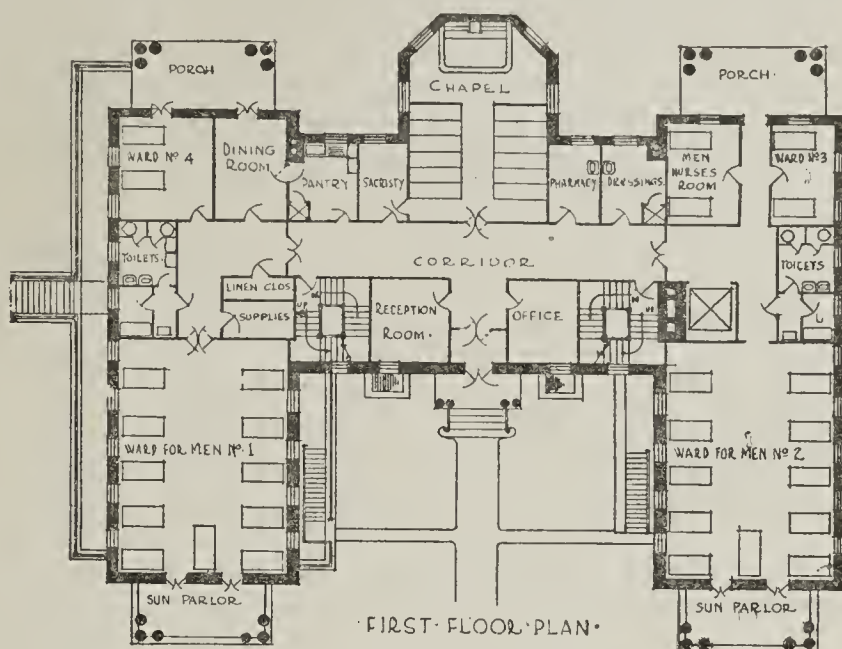 PORCH
CHAPEL
PORCH
WARD Nº 4
DINING
ROOM
PANTRY
SACRISTY
PHARMACY
DRESSINGS
MEN
NURSES
ROOM
WARD Nº 3
TOILETS
CORRIDOR
TOILETS
LINEN CLOS.
SUPPLIES
RECEPTION
ROOM
OFFICE
WARD FOR MEN Nº 1
WARD FOR MEN Nº 2
SUN PARLOR
SUN PARLOR
·FIRST·FLOOR·PLAN·